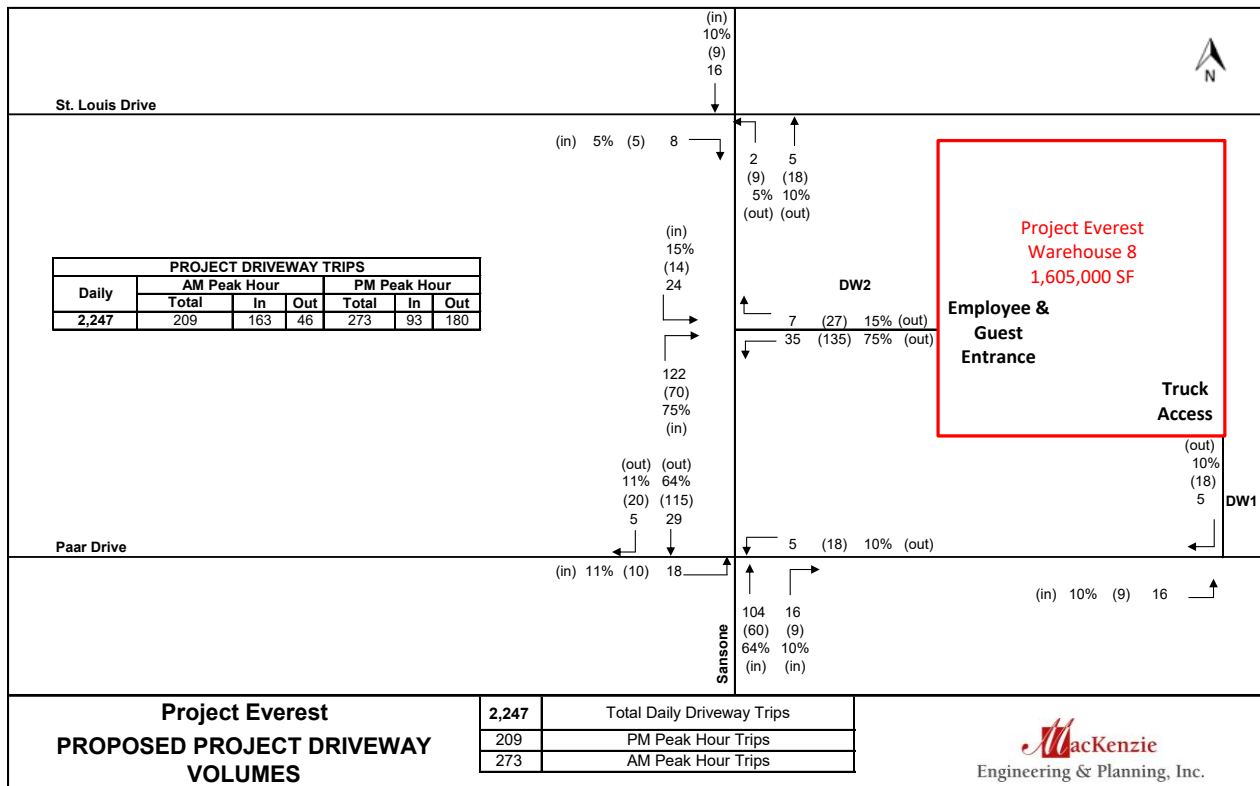 (in)
10%
(9)
16
N
St. Louis Drive
(in) 5% (5) 8
2 5
(9) (18)
5% 10%
(out) (out)
Project Everest
Warehouse 8
1,605,000 SF
(in)
15%
(14)
24
PROJECT DRIVEWAY TRIPS
Daily AM Peak Hour PM Peak Hour
Total In Out Total In Out
2,247 209 163 46 273 93 180
DW2
7 (27) 15% (out)
35 (135) 75% (out)
Employee &
Guest
Entrance
122
(70)
75%
(in)
Truck
Access
(out)
10%
(18)
5
DW1
(out) (out)
11% 64%
(20) (115)
5 29
Paar Drive
5 (18) 10% (out)
(in) 11% (10) 18
(in) 10% (9) 16
104 16
(60) (9)
64% 10%
(in) (in)
Sansone
Project Everest
PROPOSED PROJECT DRIVEWAY
VOLUMES
2,247 Total Daily Driveway Trips
209 PM Peak Hour Trips
273 AM Peak Hour Trips
MacKenzie
Engineering & Planning, Inc.